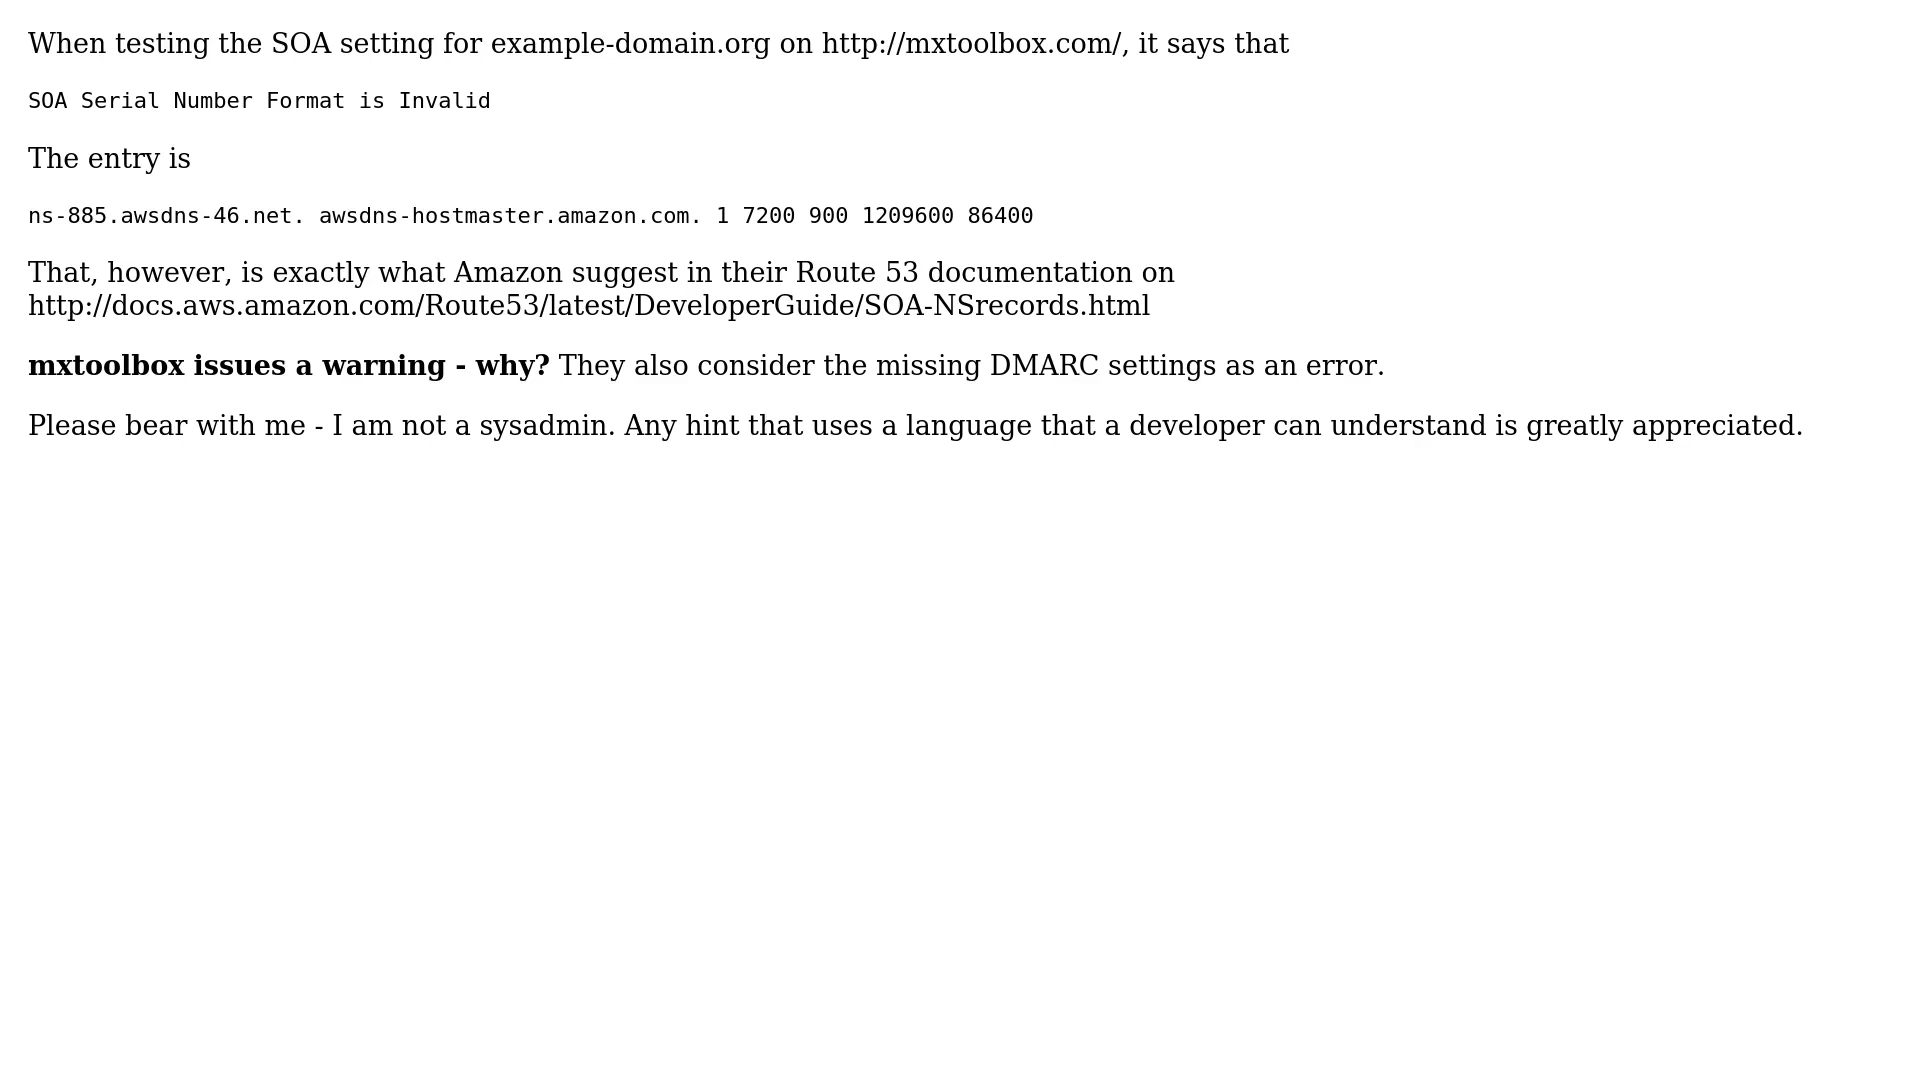 When testing the SOA setting for example-domain.org on http://mxtoolbox.com/, it says that
SOA Serial Number Format is Invalid
The entry is
ns-885.awsdns-46.net. awsdns-hostmaster.amazon.com. 1 7200 900 1209600 86400
That, however, is exactly what Amazon suggest in their Route 53 documentation on
http://docs.aws.amazon.com/Route53/latest/DeveloperGuide/SOA-NSrecords.html
mxtoolbox issues a warning - why? They also consider the missing DMARC settings as an error.
Please bear with me - I am not a sysadmin. Any hint that uses a language that a developer can understand is greatly appreciated.